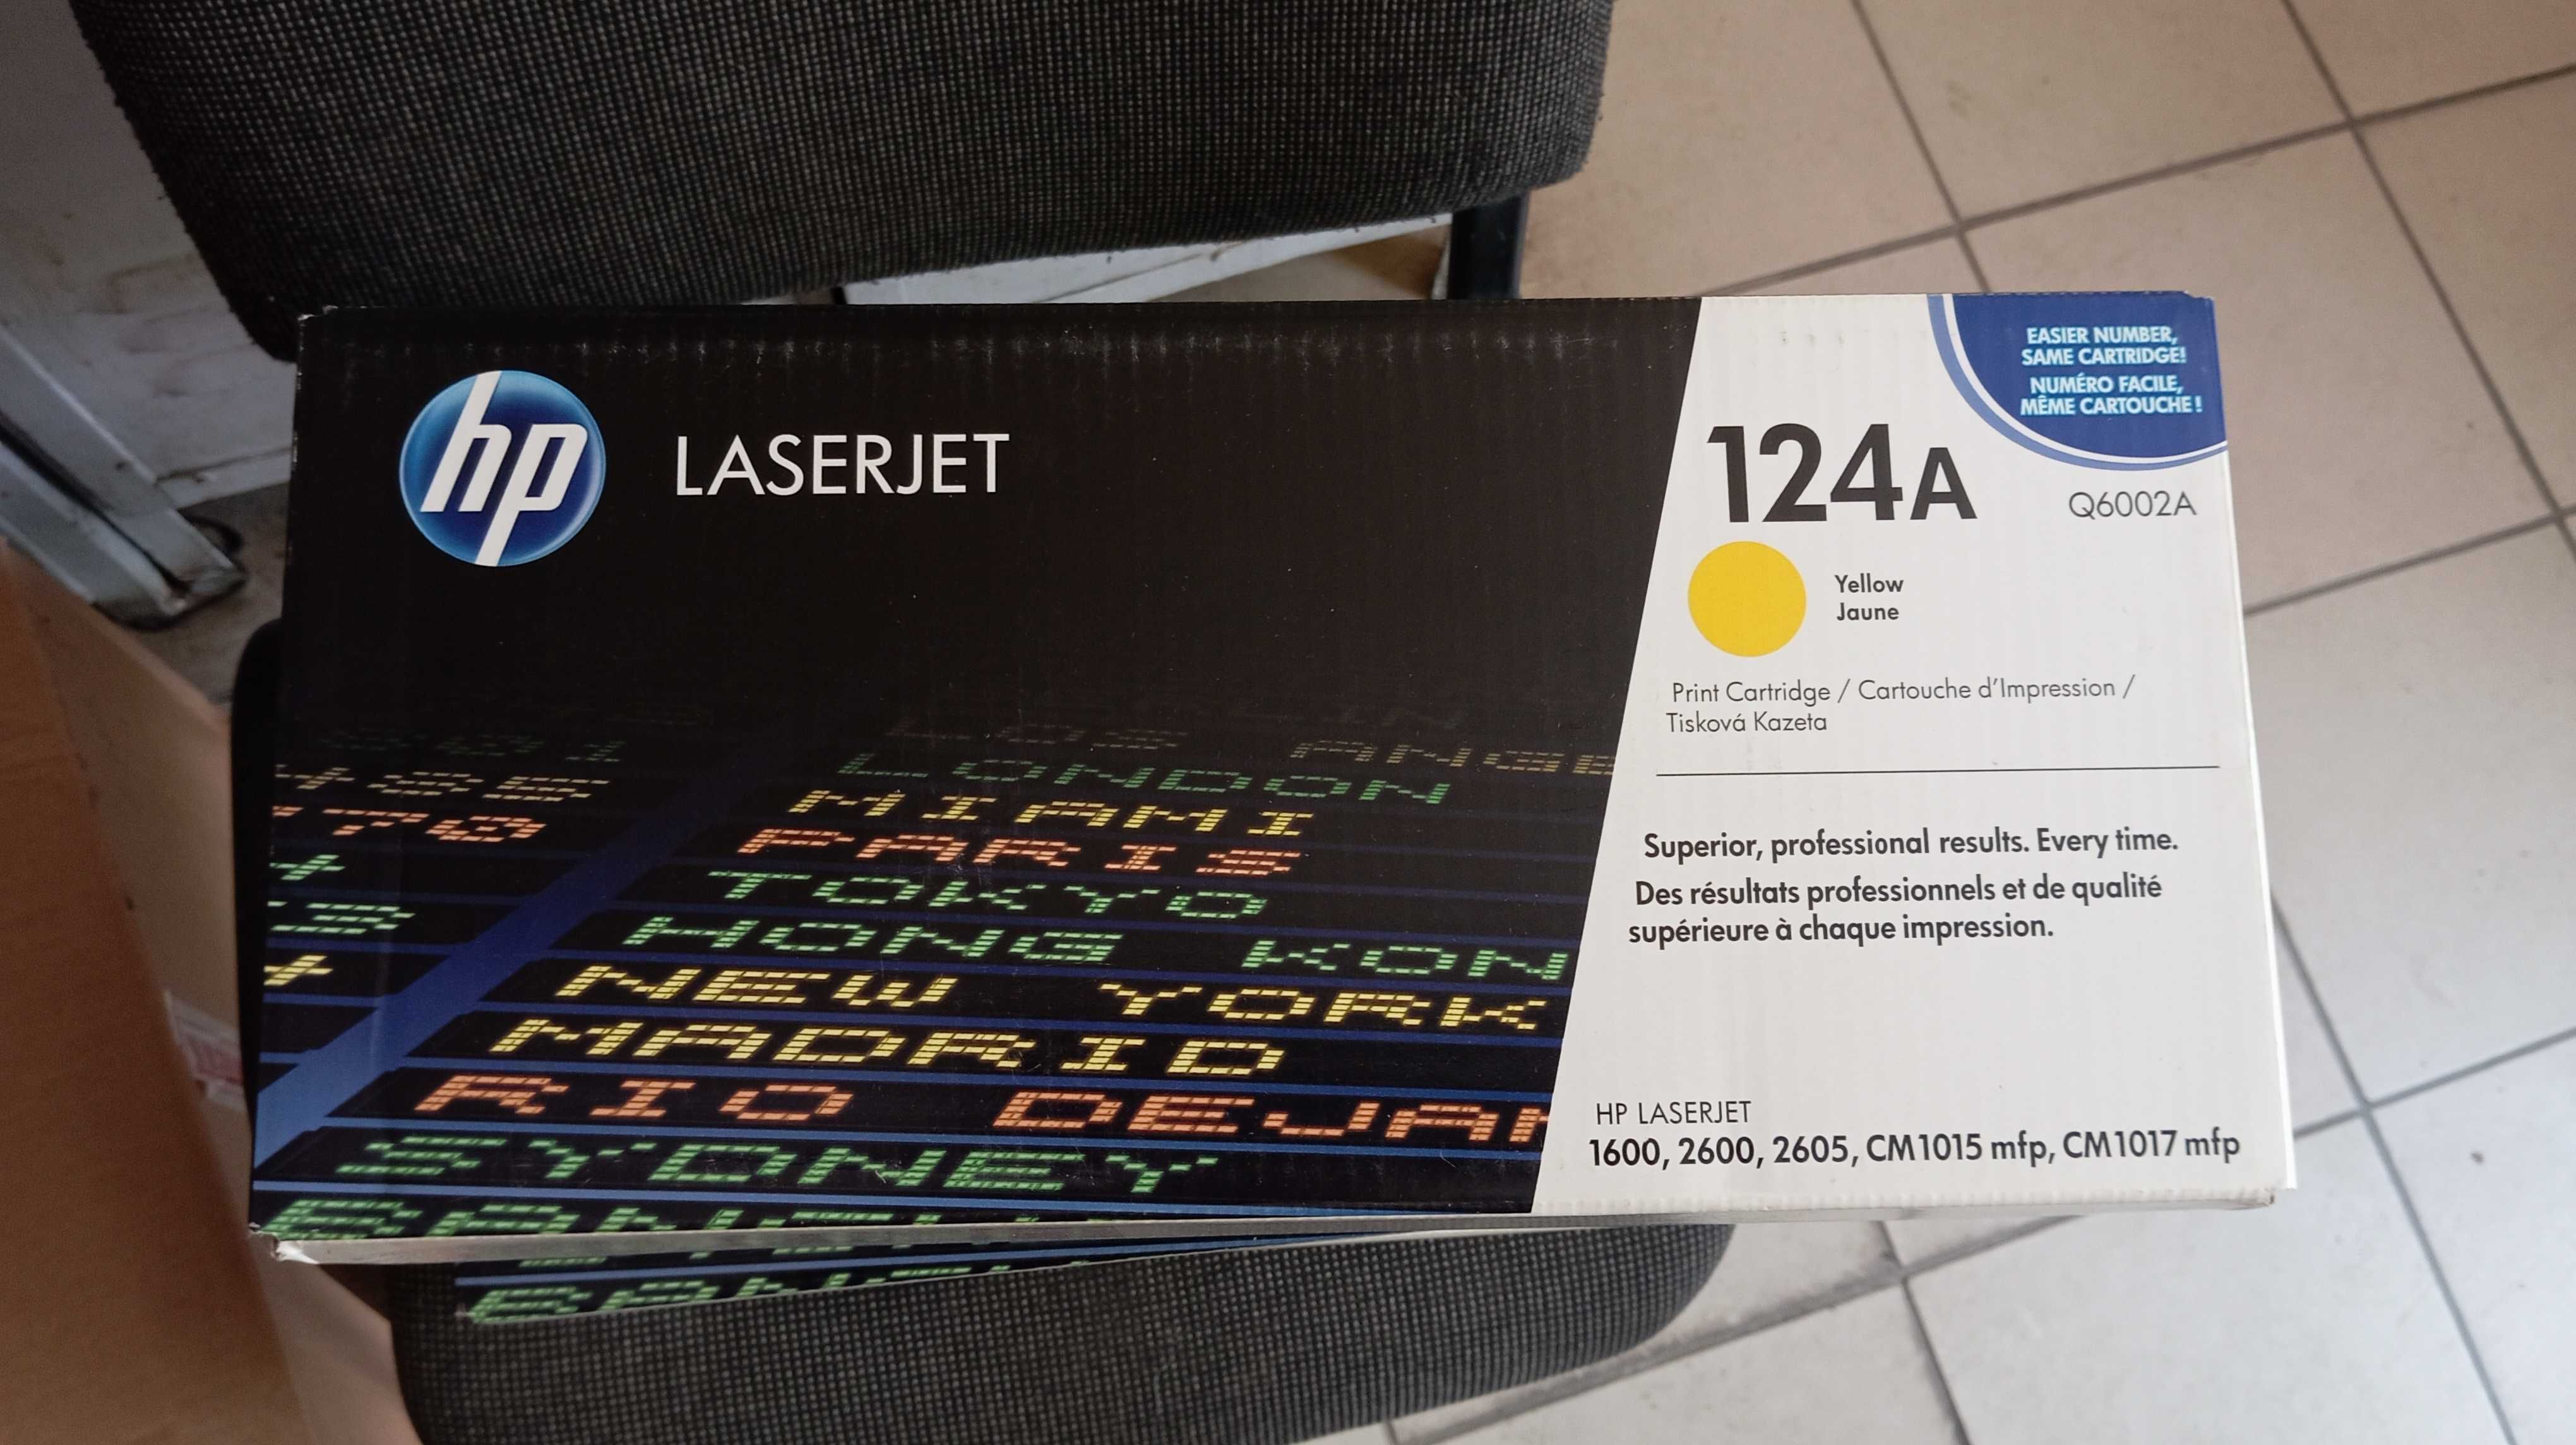 hp
LASERJET
EASIER NUMBER,
SAME CARTRIDGE!
NUMÉRO FACILE,
MÊME CARTOUCHE !
124A
Q6002A
Yellow
Jaune
Print Cartridge / Cartouche d'Impression /
Tisková Kazeta
Superior, professional results. Every time.
Des résultats professionnels et de qualité
supérieure à chaque impression.
HP LASERJET
1600, 2600, 2605, CM1015 mfp, CM1017 mfp
LOS ANGE
LONDON
MIAMI
PARIS
TOKYO
HONG KON
NEW YORK
MADRID
RIO DEJAN
SYDNEY